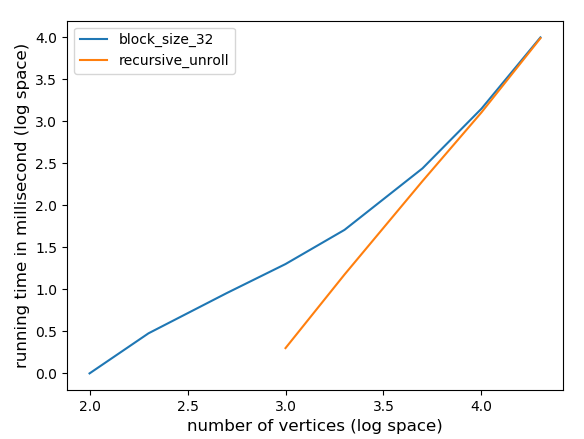 block_size_32
recursive_unroll
running time in millisecond (log space)
4.0
3.5
3.0
2.5
2.0
1.5
1.0
0.5
0.0
2.0 2.5 3.0 3.5 4.0
number of vertices (log space)